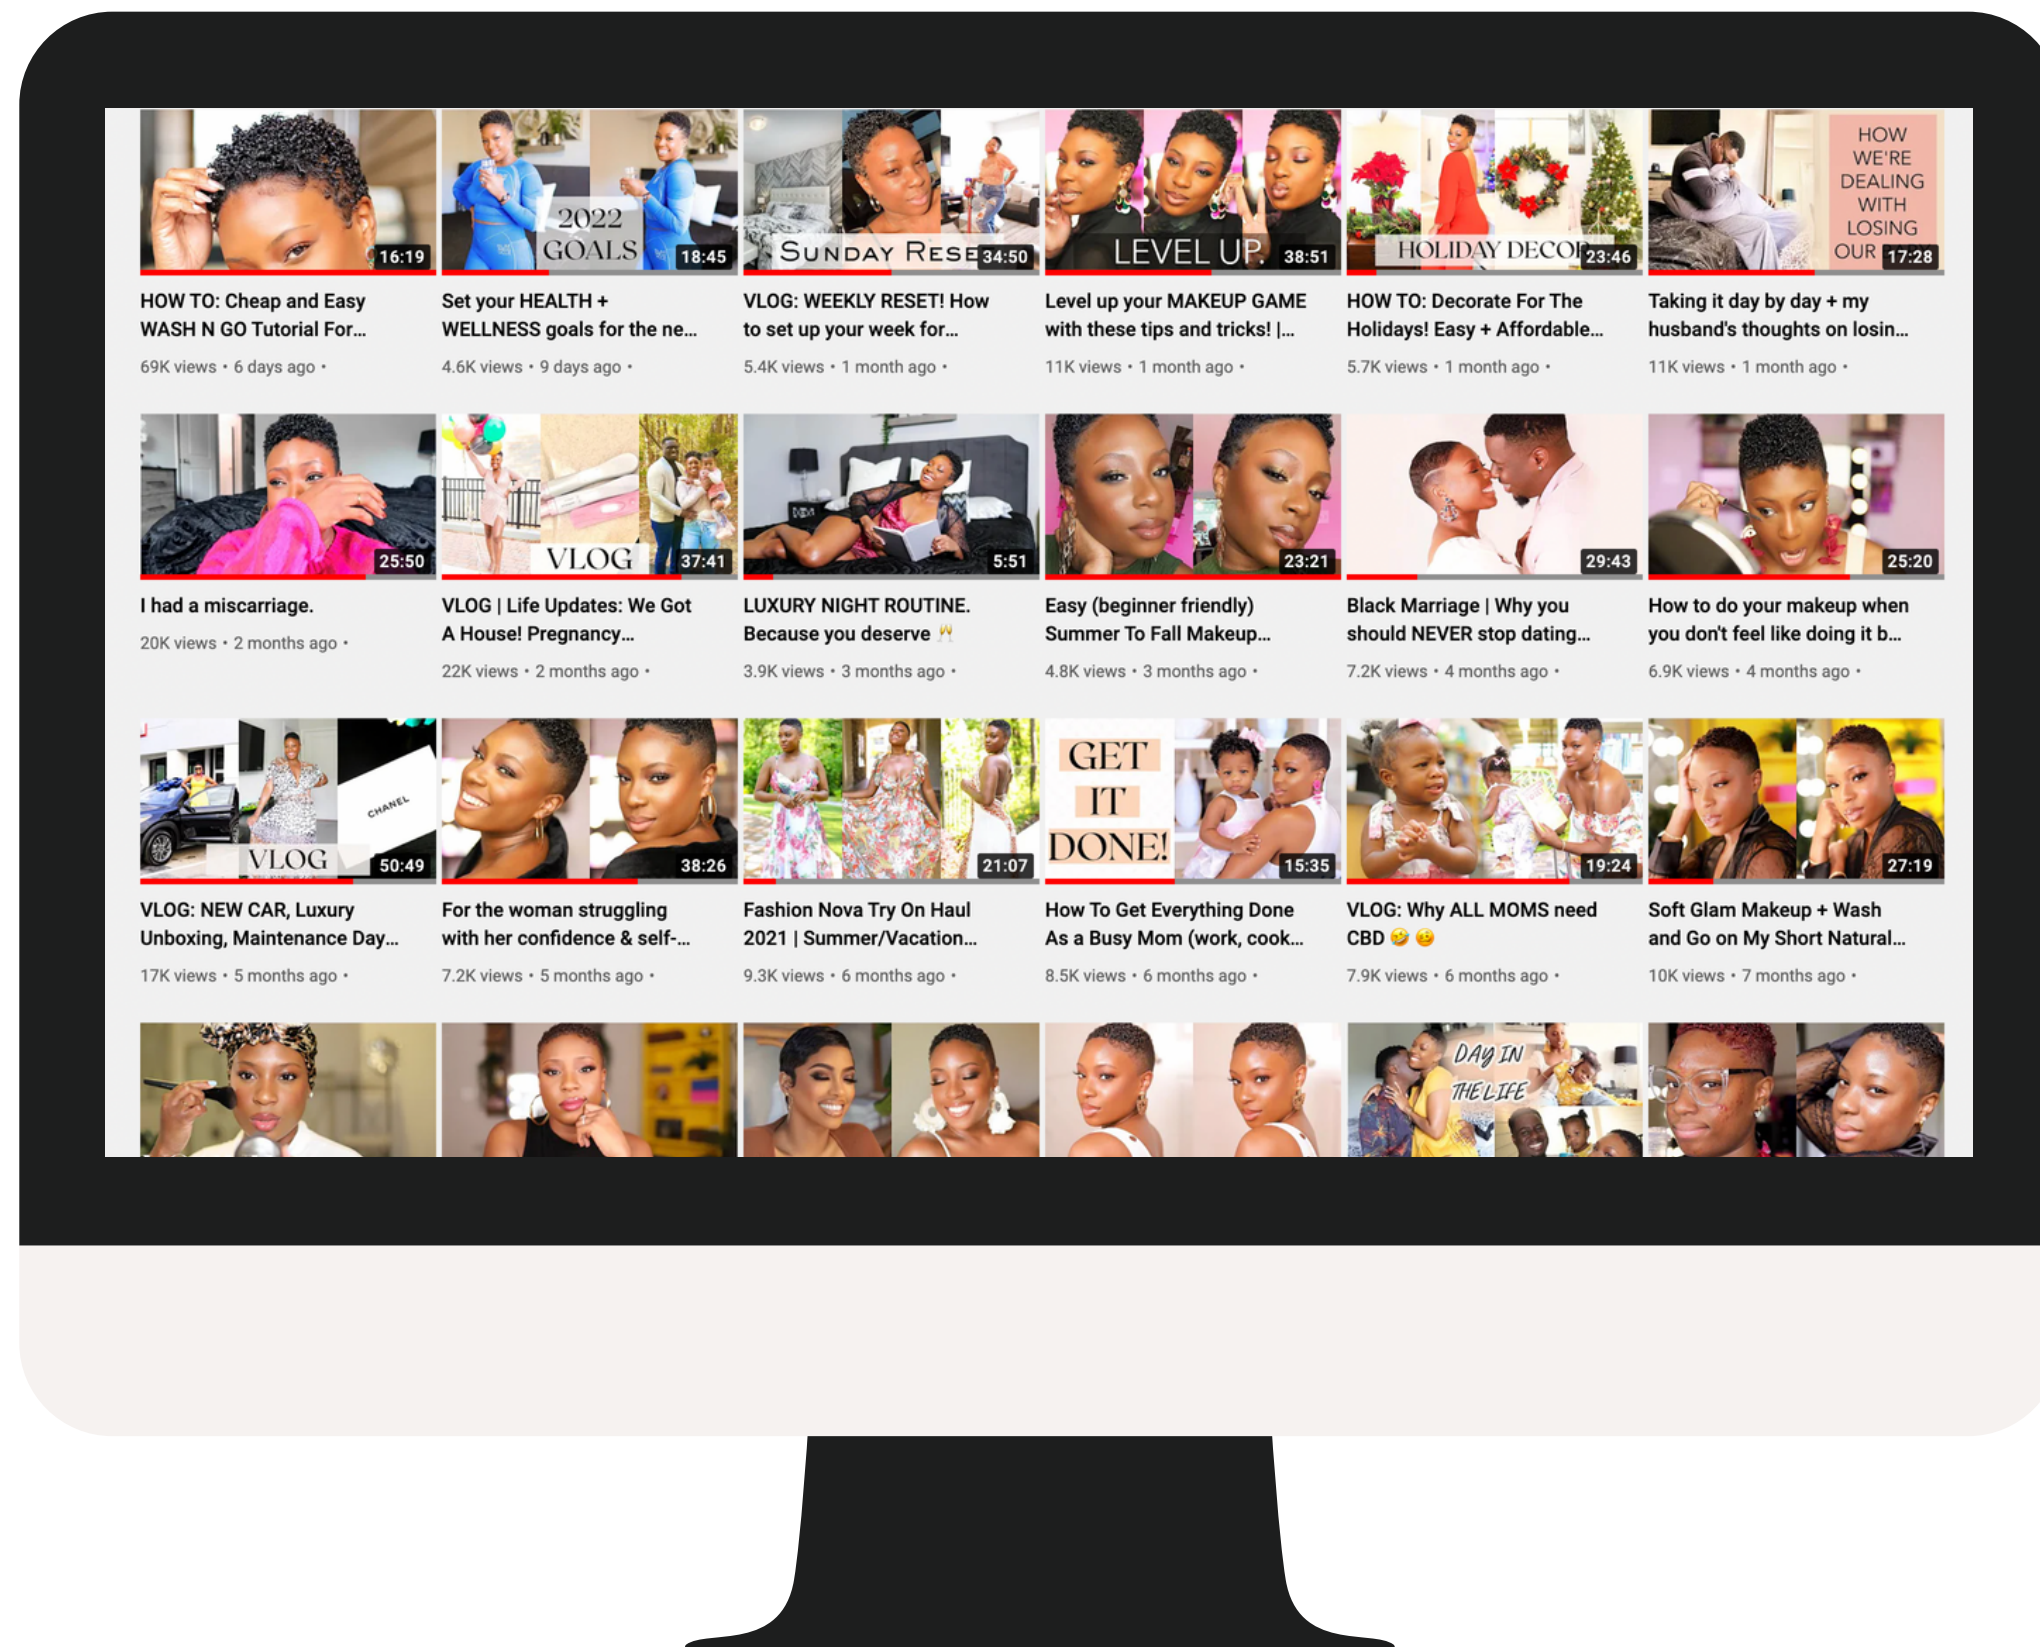 2022
GOALS
SUNDAY RESE
LEVEL UP.
HOLIDAY DECOR
HOW
WE'RE
DEALING
WITH
LOSING
OUR
16:19
18:45
34:50
38:51
23:46
17:28
HOW TO: Cheap and Easy
WASH N GO Tutorial For...
69K views • 6 days ago •
Set your HEALTH +
WELLNESS goals for the ne...
4.6K views • 9 days ago •
VLOG: WEEKLY RESET! How
to set up your week for...
5.4K views • 1 month ago •
Level up your MAKEUP GAME
with these tips and tricks! |...
11K views • 1 month ago •
HOW TO: Decorate For The
Holidays! Easy + Affordable...
5.7K views • 1 month ago •
Taking it day by day + my
husband's thoughts on losin...
11K views • 1 month ago •
VLOG
25:50
37:41
5:51
23:21
29:43
25:20
I had a miscarriage.
20K views • 2 months ago •
VLOG | Life Updates: We Got
A House! Pregnancy...
22K views • 2 months ago •
LUXURY NIGHT ROUTINE.
Because you deserve 🥂
3.9K views • 3 months ago •
Easy (beginner friendly)
Summer To Fall Makeup...
4.8K views • 3 months ago •
Black Marriage | Why you
should NEVER stop dating...
7.2K views • 4 months ago •
How to do your makeup when
you don't feel like doing it b...
6.9K views • 4 months ago •
CHANEL
VLOG
GET
IT
DONE!
50:49
38:26
21:07
15:35
19:24
27:19
VLOG: NEW CAR, Luxury
Unboxing, Maintenance Day...
17K views • 5 months ago •
For the woman struggling
with her confidence & self-...
7.2K views • 5 months ago •
Fashion Nova Try On Haul
2021 | Summer/Vacation...
9.3K views • 6 months ago •
How To Get Everything Done
As a Busy Mom (work, cook...
8.5K views • 6 months ago •
VLOG: Why ALL MOMS need
CBD 🤣 🥴
7.9K views • 6 months ago •
Soft Glam Makeup + Wash
and Go on My Short Natural...
10K views • 7 months ago •
DAY IN
THE LIFE